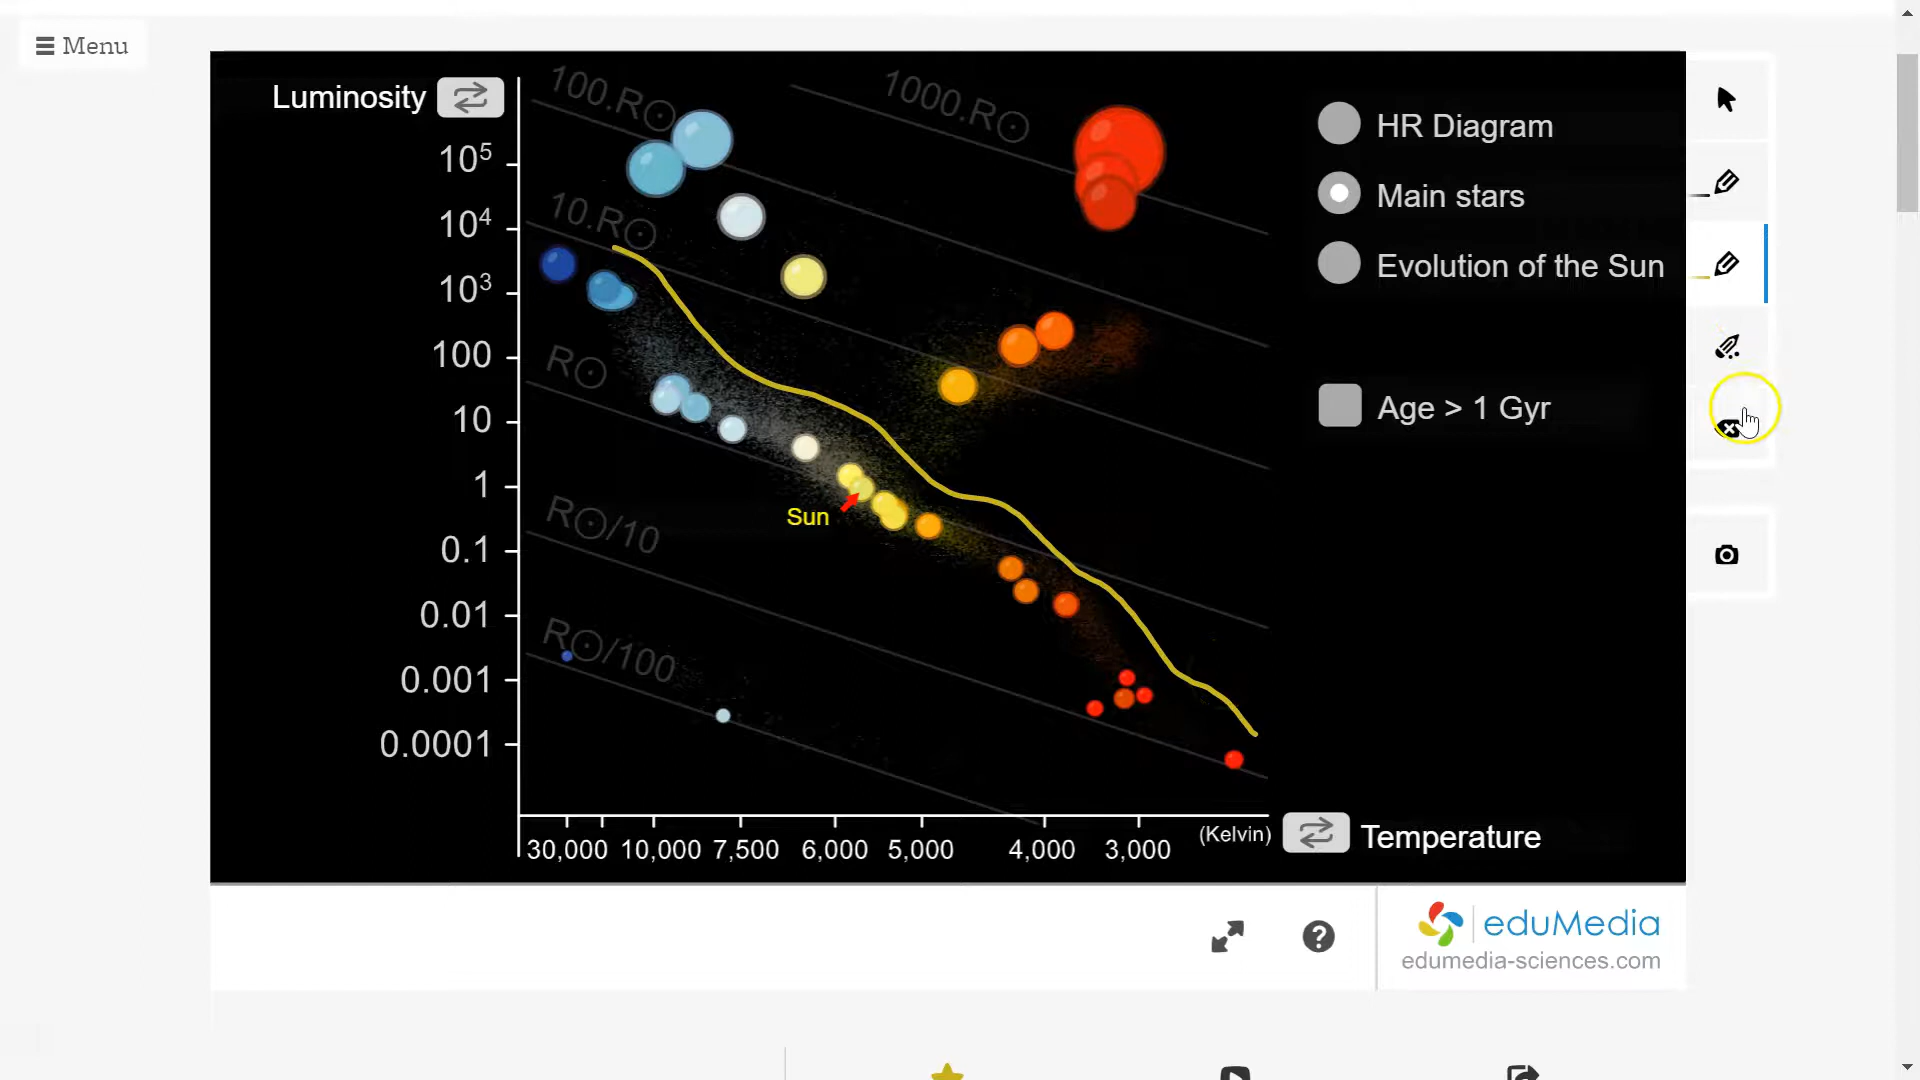 Menu
Luminosity
100.R☉
1000.R☉
HR Diagram
10⁵
Main stars
10⁴
10.R☉
Evolution of the Sun
10³
100
R☉
10
Age > 1 Gyr
1
Sun
R☉/10
0.1
0.01
R☉/100
0.001
0.0001
(Kelvin)
Temperature
30,000 10,000 7,500 6,000 5,000 4,000 3,000
eduMedia
edumedia-sciences.com